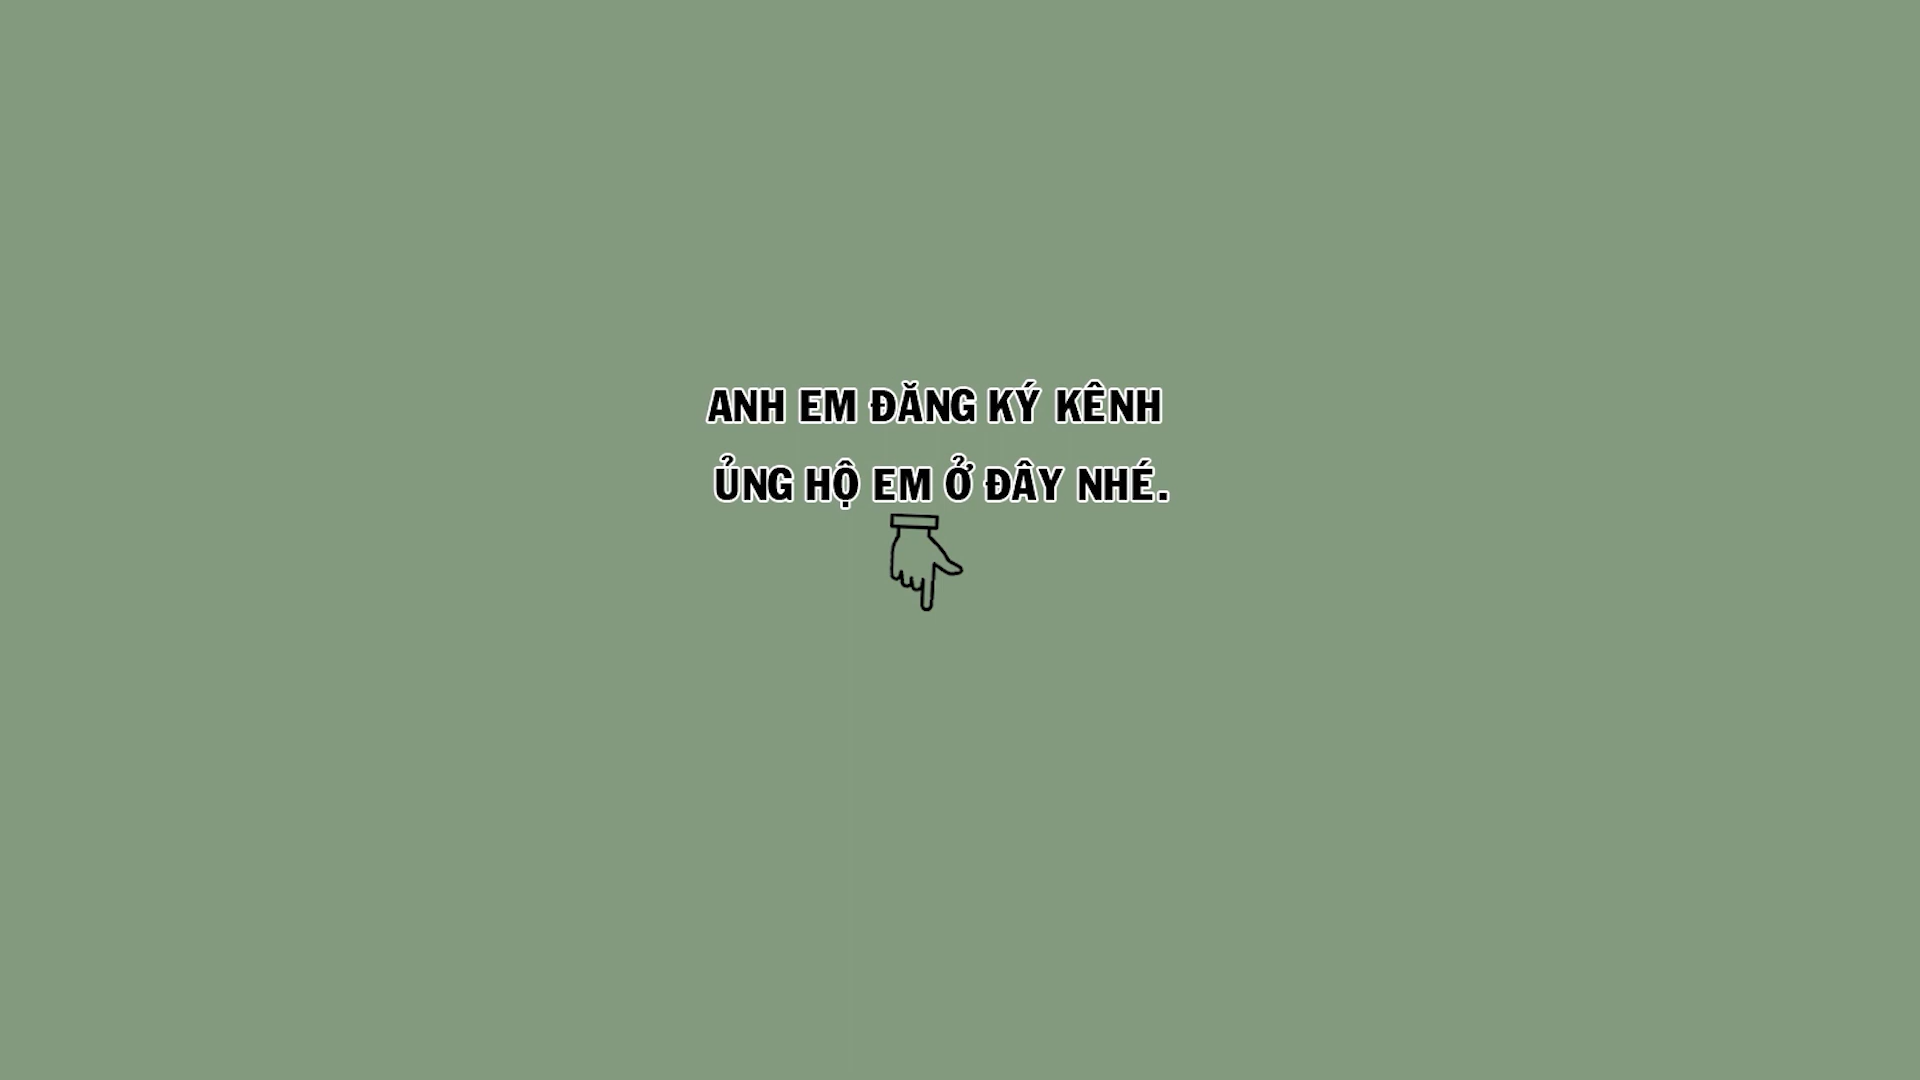 ANH EM ĐĂNG KÝ KÊNH
ỦNG HỘ EM Ở ĐÂY NHÉ.